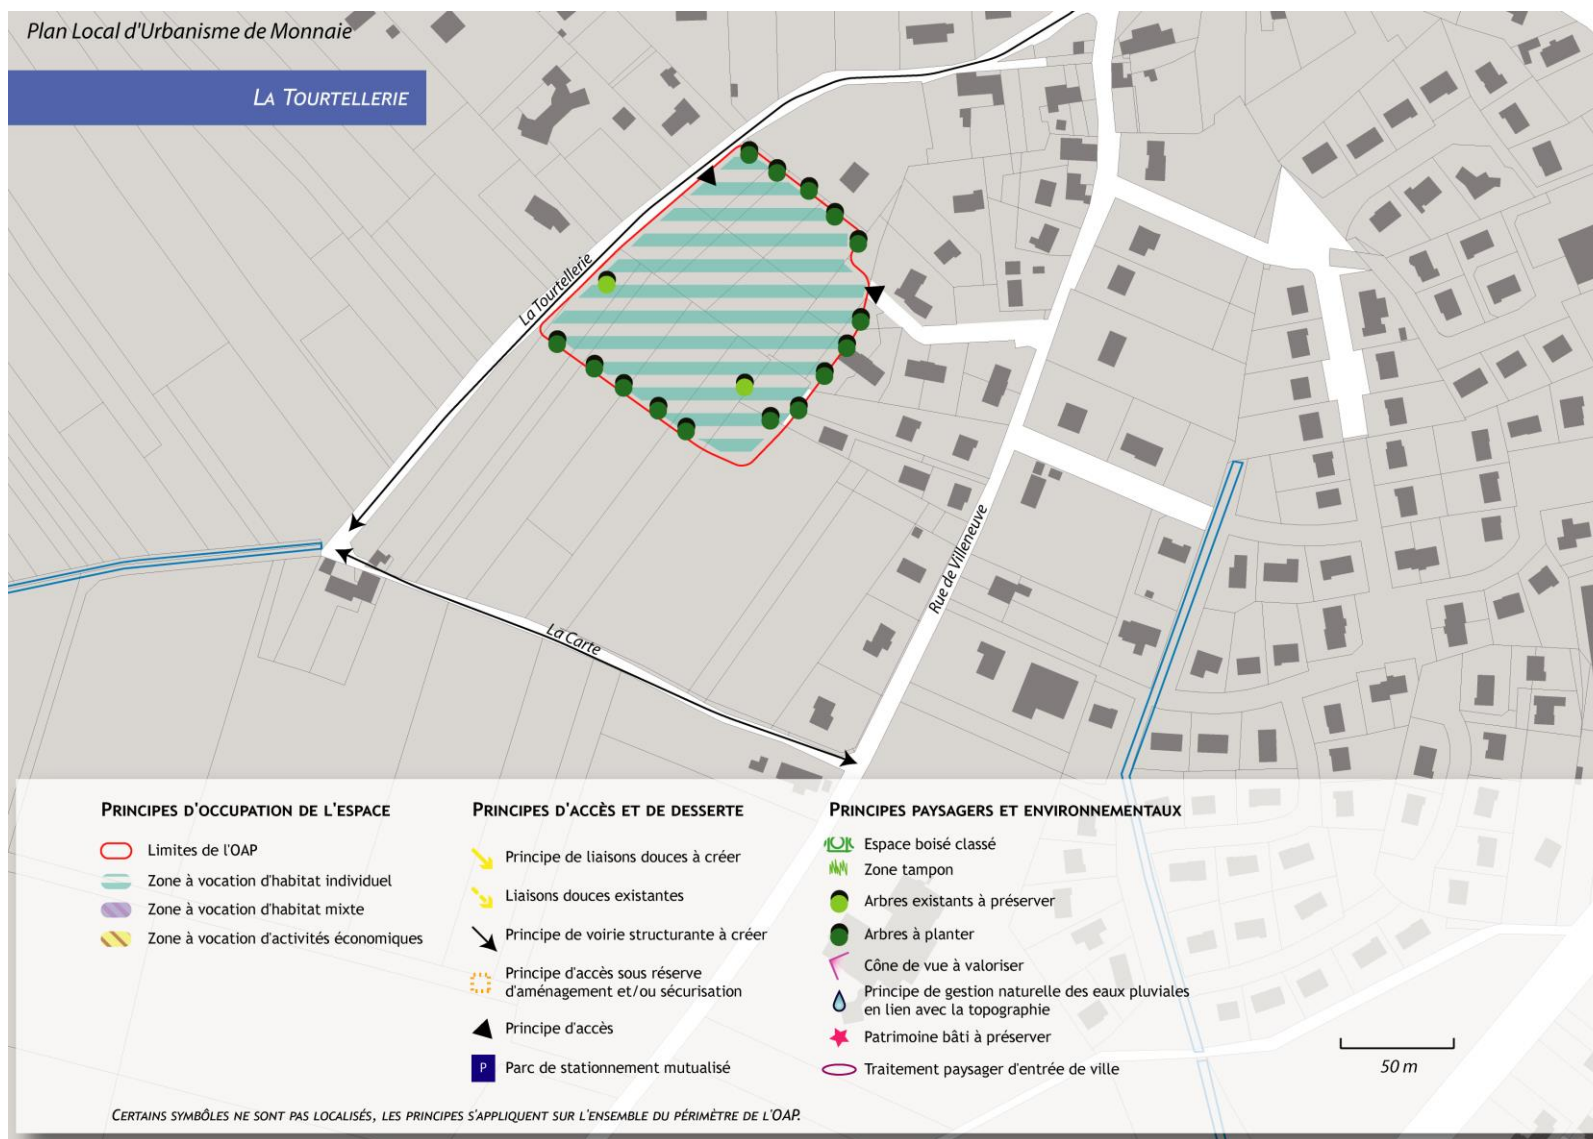 Plan Local d'Urbanisme de Monnaie
LA TOURTELLERIE
La Tourtellerie
La Carte
Rue de Villeneuve
PRINCIPES D'OCCUPATION DE L'ESPACE
Limites de l'OAP
Zone à vocation d'habitat individuel
Zone à vocation d'habitat mixte
Zone à vocation d'activités économiques
PRINCIPES D'ACCÈS ET DE DESSERTE
Principe de liaisons douces à créer
Liaisons douces existantes
Principe de voirie structurante à créer
Principe d'accès sous réserve
d'aménagement et/ou sécurisation
Principe d'accès
P
Parc de stationnement mutualisé
PRINCIPES PAYSAGERS ET ENVIRONNEMENTAUX
Espace boisé classé
Zone tampon
Arbres existants à préserver
Arbres à planter
Cône de vue à valoriser
Principe de gestion naturelle des eaux pluviales
en lien avec la topographie
Patrimoine bâti à préserver
Traitement paysager d'entrée de ville
50 m
CERTAINS SYMBÔLES NE SONT PAS LOCALISÉS, LES PRINCIPES S'APPLIQUENT SUR L'ENSEMBLE DU PÉRIMÈTRE DE L'OAP.